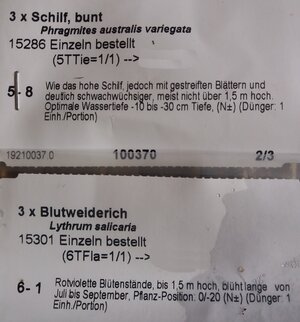 3 x Schilf, bunt
Phragmites australis variegata
15286 Einzeln bestellt
(5TTie=1/1) -->
5 - 8
Wie das hohe Schilf, jedoch mit gestreiften Blättern und
deutlich schwachwüchsiger, meist nicht über 1,5 m hoch.
Optimale Wassertiefe -10 bis -30 cm Tiefe, (N±) (Dünger: 1
Einh./Portion)
19210037.0 100370 2/3
3 x Blutweiderich
Lythrum salicaria
15301 Einzeln bestellt
(6TFla=1/1) -->
6- 1
Rotviolette Blütenstände, bis 1,5 m hoch, blüht lange von
Juli bis September, Pflanz-Position: 0/-20 (N±) (Dünger: 1
Einh./Portion)